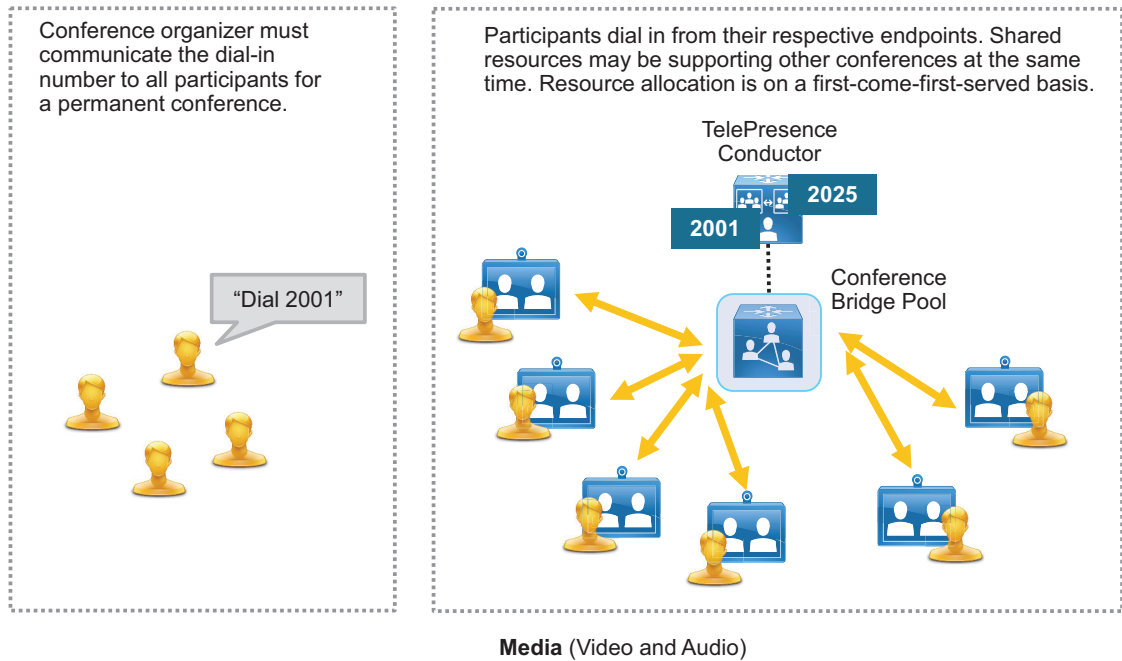 Conference organizer must
communicate the dial-in
number to all participants for
a permanent conference.
“Dial 2001”
Participants dial in from their respective endpoints. Shared
resources may be supporting other conferences at the same
time. Resource allocation is on a first-come-first-served basis.
TelePresence
Conductor
2025
2001
Conference
Bridge Pool
Media (Video and Audio)